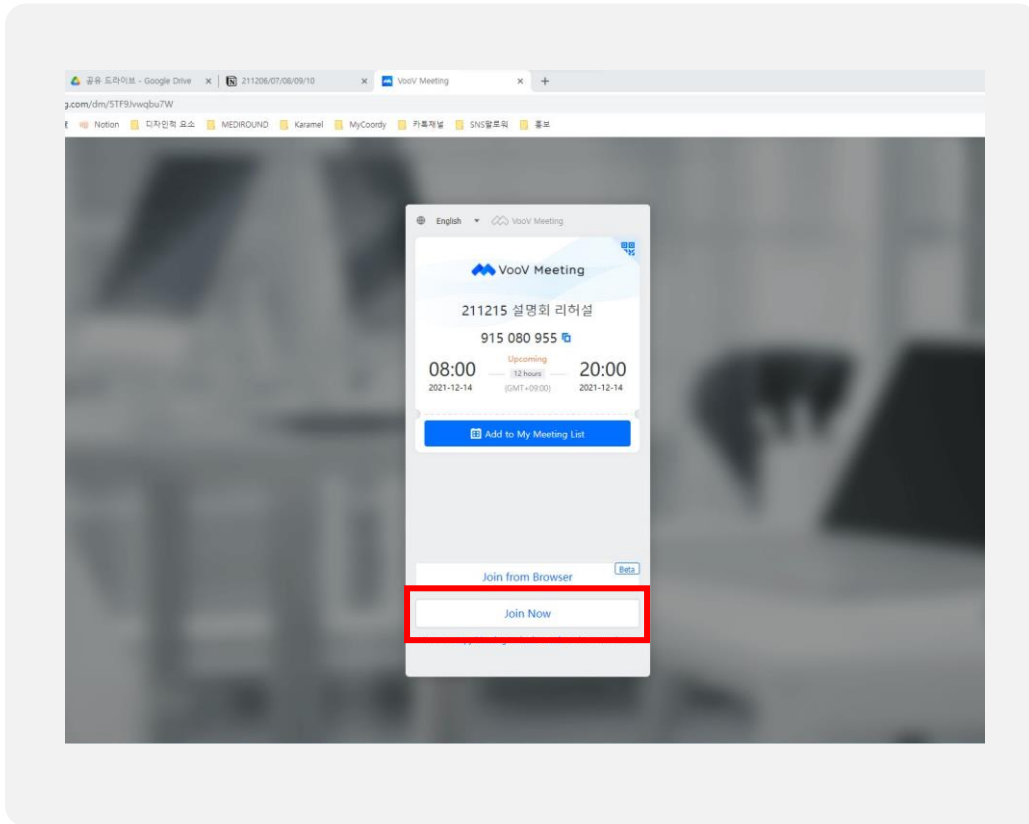 공유 드라이브 - Google Drive × 211206/07/08/09/10 × VooV Meeting × +
g.com/dm/5TF9Jvwqbu7W
Notion 디자인적 요소 MEDIROUND Karamel MyCoordy 카톡채널 SNS팔로워 홍보
English VooV Meeting
VooV Meeting
211215 설명회 리허설
915 080 955
Upcoming
08:00 12 hours 20:00
2021-12-14 (GMT+09:00) 2021-12-14
Add to My Meeting List
Beta
Join from Browser
Join Now